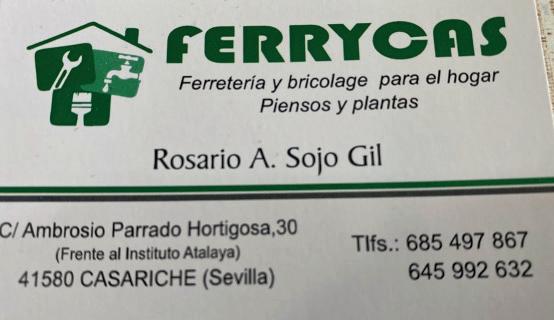 FERRYCAS
Ferretería y bricolage para el hogar
Piensos y plantas
Rosario A. Sojo Gil
C/ Ambrosio Parrado Hortigosa,30
(Frente al Instituto Atalaya)
41580 CASARICHE (Sevilla)
Tlfs.: 685 497 867
645 992 632